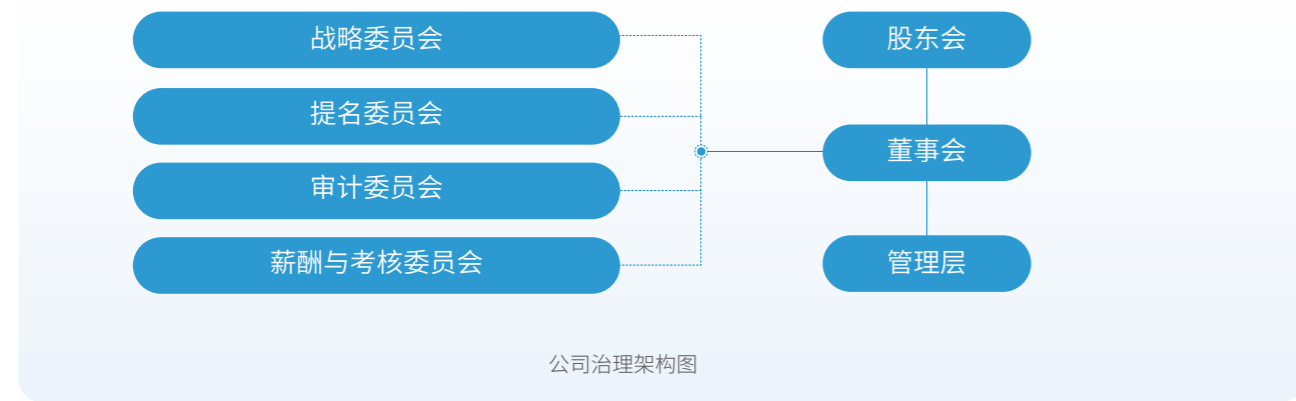 战略委员会
提名委员会
审计委员会
薪酬与考核委员会
股东会
董事会
管理层
公司治理架构图